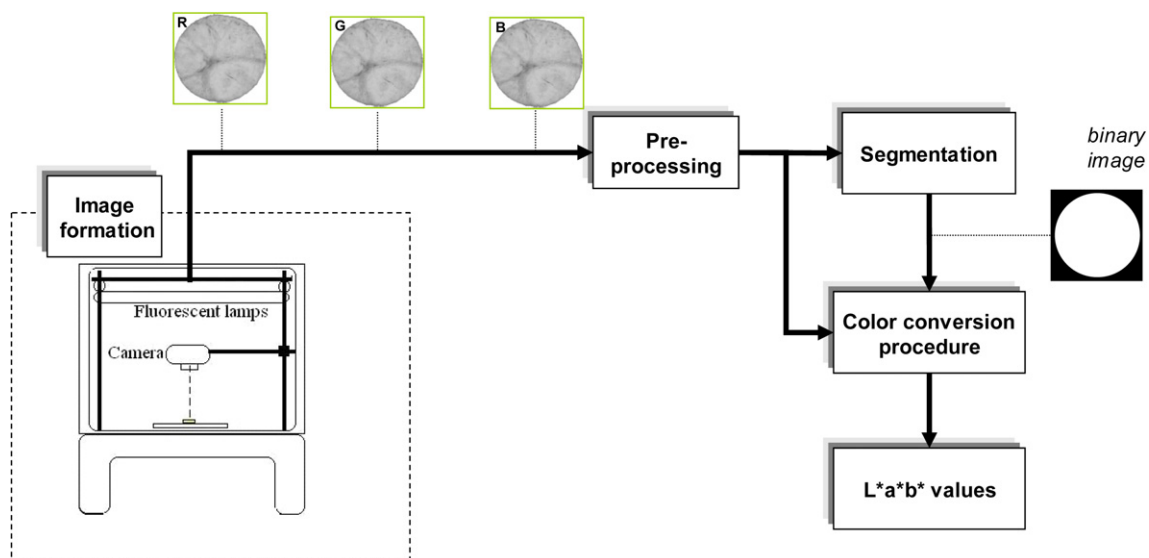 R
G
B
Pre-
processing
Segmentation
binary
image
Image
formation
Fluorescent lamps
Camera
Color conversion
procedure
L*a*b* values